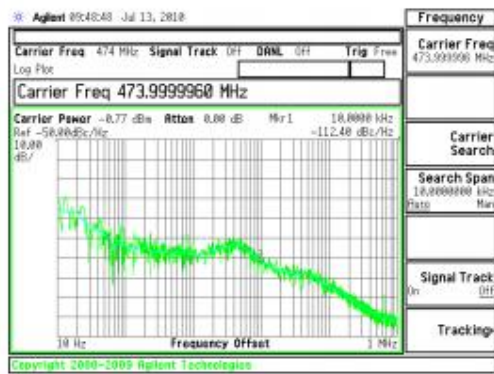 Agilent 09:48:48 Jul 13, 2010
Frequency
Carrier Freq 474 MHz Signal Track Off DANL Off Trig Free
Log Plot
Carrier Freq 473.9999960 MHz
Carrier Power -0.77 dBm Atten 0.00 dB Mkr1 10.0000 kHz
Ref -50.00dBc/Hz -112.40 dBc/Hz
10.00
dB/
10 Hz Frequency Offset 1 MHz
Copyright 2000-2009 Agilent Technologies
Carrier Freq
473.999996 MHz
Carrier
Search
Search Span
10.0000000 kHz
Auto Man
Signal Track
On Off
Tracking